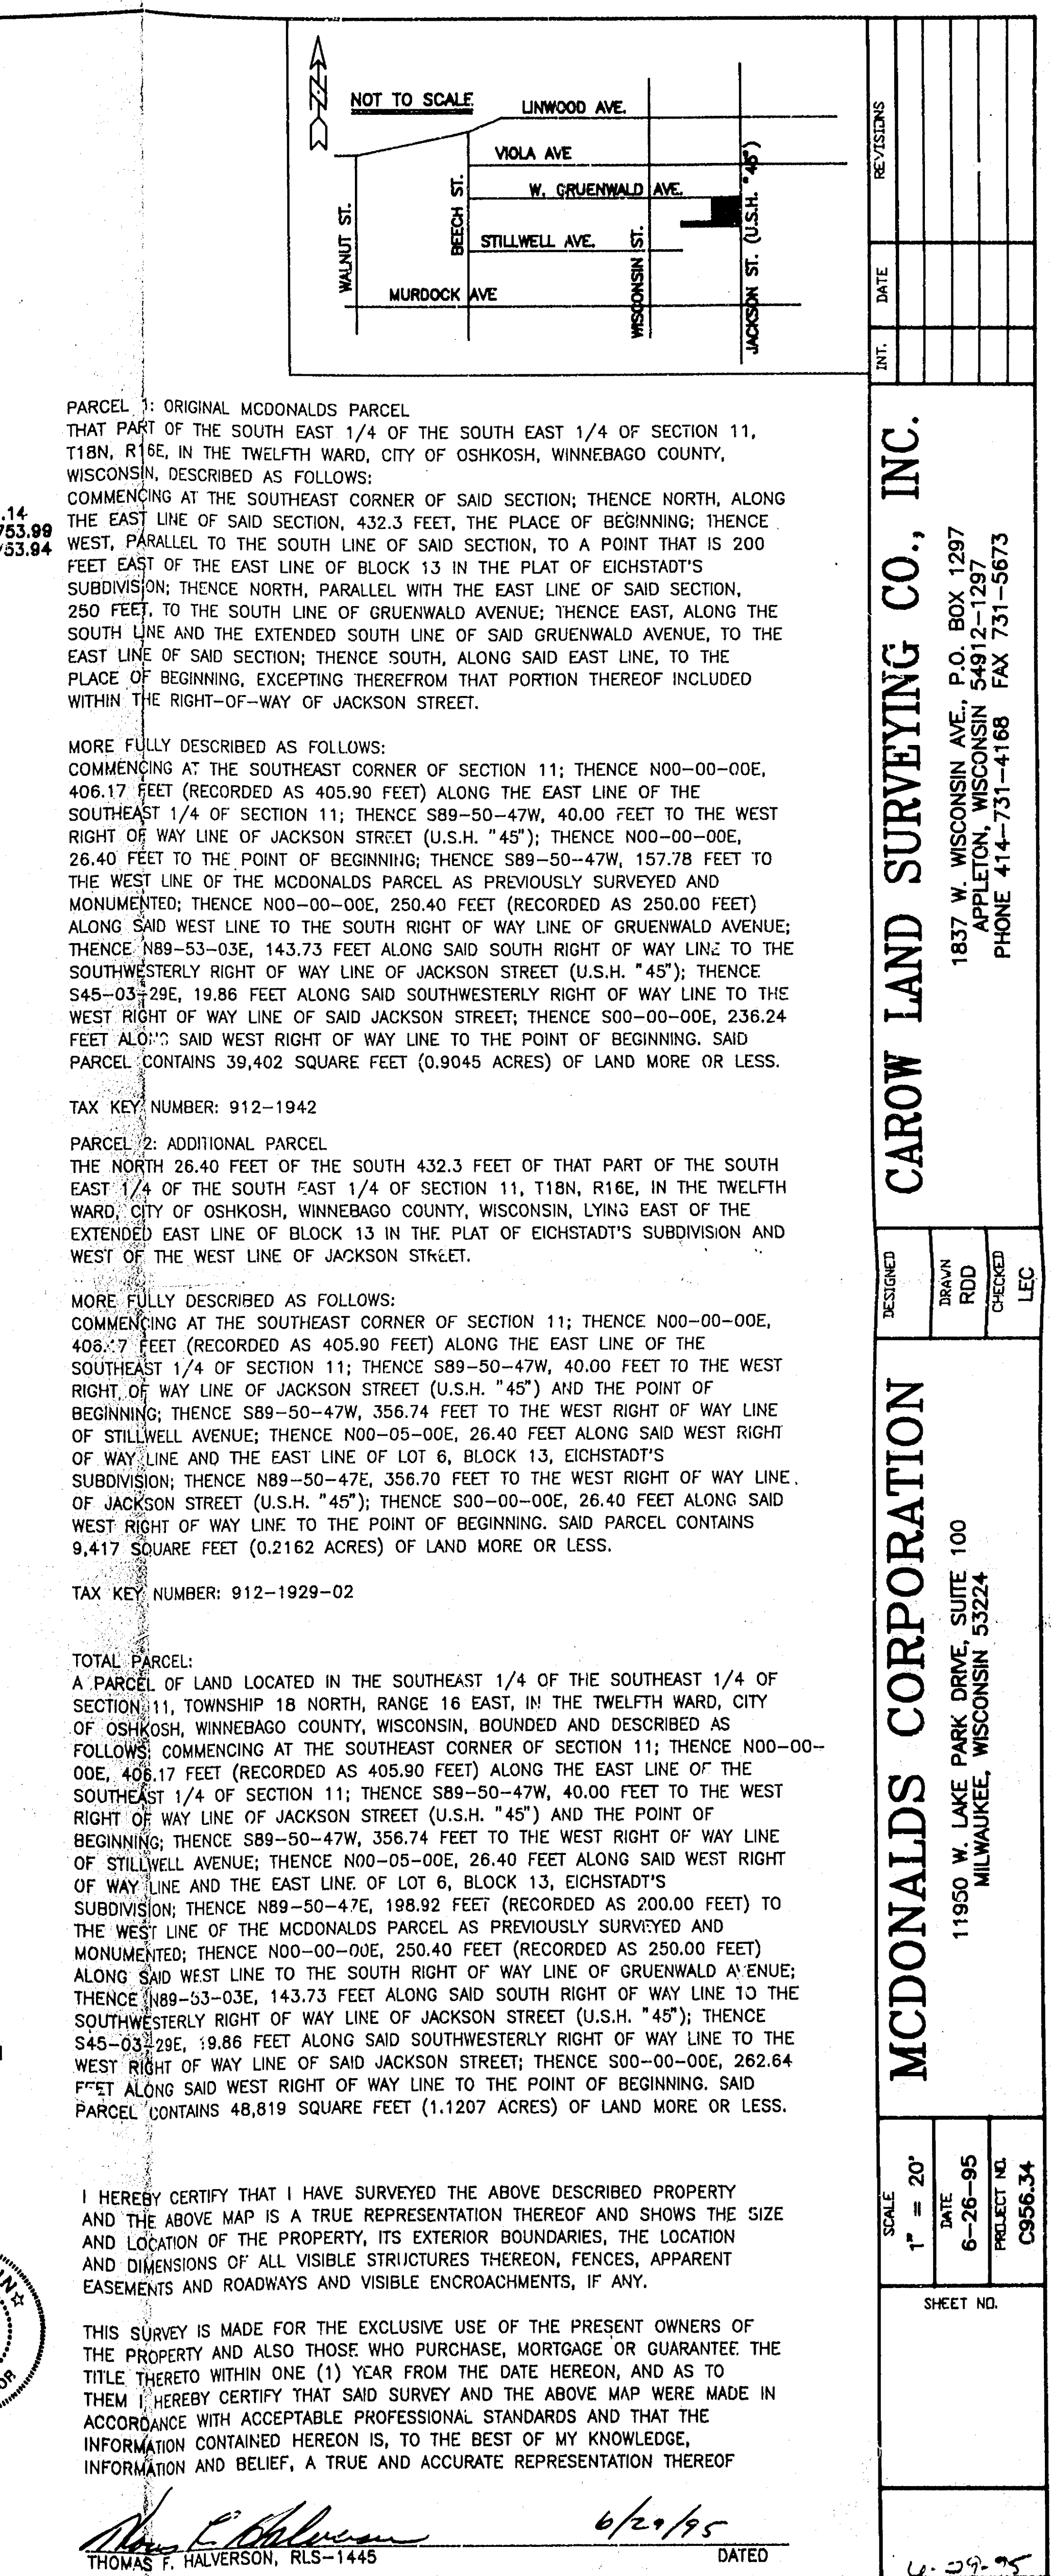 NOT TO SCALE
LINWOOD AVE.
VIOLA AVE
W. GRUENWALD AVE.
STILLWELL AVE.
MURDOCK AVE
WALNUT ST.
BEECH ST.
WISCONSIN ST.
JACKSON ST. (U.S.H. "45")
.14
753.99
753.94
PARCEL 1: ORIGINAL MCDONALDS PARCEL
THAT PART OF THE SOUTH EAST 1/4 OF THE SOUTH EAST 1/4 OF SECTION 11,
T18N, R16E, IN THE TWELFTH WARD, CITY OF OSHKOSH, WINNEBAGO COUNTY,
WISCONSIN, DESCRIBED AS FOLLOWS:
COMMENCING AT THE SOUTHEAST CORNER OF SAID SECTION; THENCE NORTH, ALONG
THE EAST LINE OF SAID SECTION, 432.3 FEET, THE PLACE OF BEGINNING; THENCE
WEST, PARALLEL TO THE SOUTH LINE OF SAID SECTION, TO A POINT THAT IS 200
FEET EAST OF THE EAST LINE OF BLOCK 13 IN THE PLAT OF EICHSTADT'S
SUBDIVISION; THENCE NORTH, PARALLEL WITH THE EAST LINE OF SAID SECTION,
250 FEET, TO THE SOUTH LINE OF GRUENWALD AVENUE; THENCE EAST, ALONG THE
SOUTH LINE AND THE EXTENDED SOUTH LINE OF SAID GRUENWALD AVENUE, TO THE
EAST LINE OF SAID SECTION; THENCE SOUTH, ALONG SAID EAST LINE, TO THE
PLACE OF BEGINNING, EXCEPTING THEREFROM THAT PORTION THEREOF INCLUDED
WITHIN THE RIGHT-OF-WAY OF JACKSON STREET.
MORE FULLY DESCRIBED AS FOLLOWS:
COMMENCING AT THE SOUTHEAST CORNER OF SECTION 11; THENCE N00-00-00E,
406.17 FEET (RECORDED AS 405.90 FEET) ALONG THE EAST LINE OF THE
SOUTHEAST 1/4 OF SECTION 11; THENCE S89-50-47W, 40.00 FEET TO THE WEST
RIGHT OF WAY LINE OF JACKSON STREET (U.S.H. "45"); THENCE N00-00-00E,
26.40 FEET TO THE POINT OF BEGINNING; THENCE S89-50-47W, 157.78 FEET TO
THE WEST LINE OF THE MCDONALDS PARCEL AS PREVIOUSLY SURVEYED AND
MONUMENTED; THENCE N00-00-00E, 250.40 FEET (RECORDED AS 250.00 FEET)
ALONG SAID WEST LINE TO THE SOUTH RIGHT OF WAY LINE OF GRUENWALD AVENUE;
THENCE N89-53-03E, 143.73 FEET ALONG SAID SOUTH RIGHT OF WAY LINE TO THE
SOUTHWESTERLY RIGHT OF WAY LINE OF JACKSON STREET (U.S.H. "45"); THENCE
S45-03-29E, 19.86 FEET ALONG SAID SOUTHWESTERLY RIGHT OF WAY LINE TO THE
WEST RIGHT OF WAY LINE OF SAID JACKSON STREET; THENCE S00-00-00E, 236.24
FEET ALONG SAID WEST RIGHT OF WAY LINE TO THE POINT OF BEGINNING. SAID
PARCEL CONTAINS 39,402 SQUARE FEET (0.9045 ACRES) OF LAND MORE OR LESS.
TAX KEY NUMBER: 912-1942
PARCEL 2: ADDITIONAL PARCEL
THE NORTH 26.40 FEET OF THE SOUTH 432.3 FEET OF THAT PART OF THE SOUTH
EAST 1/4 OF THE SOUTH EAST 1/4 OF SECTION 11, T18N, R16E, IN THE TWELFTH
WARD, CITY OF OSHKOSH, WINNEBAGO COUNTY, WISCONSIN, LYING EAST OF THE
EXTENDED EAST LINE OF BLOCK 13 IN THE PLAT OF EICHSTADT'S SUBDIVISION AND
WEST OF THE WEST LINE OF JACKSON STREET.
MORE FULLY DESCRIBED AS FOLLOWS:
COMMENCING AT THE SOUTHEAST CORNER OF SECTION 11; THENCE N00-00-00E,
406.17 FEET (RECORDED AS 405.90 FEET) ALONG THE EAST LINE OF THE
SOUTHEAST 1/4 OF SECTION 11; THENCE S89-50-47W, 40.00 FEET TO THE WEST
RIGHT OF WAY LINE OF JACKSON STREET (U.S.H. "45") AND THE POINT OF
BEGINNING; THENCE S89-50-47W, 356.74 FEET TO THE WEST RIGHT OF WAY LINE
OF STILLWELL AVENUE; THENCE N00-05-00E, 26.40 FEET ALONG SAID WEST RIGHT
OF WAY LINE AND THE EAST LINE OF LOT 6, BLOCK 13, EICHSTADT'S
SUBDIVISION; THENCE N89-50-47E, 356.70 FEET TO THE WEST RIGHT OF WAY LINE
OF JACKSON STREET (U.S.H. "45"); THENCE S00-00-00E, 26.40 FEET ALONG SAID
WEST RIGHT OF WAY LINE TO THE POINT OF BEGINNING. SAID PARCEL CONTAINS
9,417 SQUARE FEET (0.2162 ACRES) OF LAND MORE OR LESS.
TAX KEY NUMBER: 912-1929-02
TOTAL PARCEL:
A PARCEL OF LAND LOCATED IN THE SOUTHEAST 1/4 OF THE SOUTHEAST 1/4 OF
SECTION 11, TOWNSHIP 18 NORTH, RANGE 16 EAST, IN THE TWELFTH WARD, CITY
OF OSHKOSH, WINNEBAGO COUNTY, WISCONSIN, BOUNDED AND DESCRIBED AS
FOLLOWS: COMMENCING AT THE SOUTHEAST CORNER OF SECTION 11; THENCE N00-00-
00E, 406.17 FEET (RECORDED AS 405.90 FEET) ALONG THE EAST LINE OF THE
SOUTHEAST 1/4 OF SECTION 11; THENCE S89-50-47W, 40.00 FEET TO THE WEST
RIGHT OF WAY LINE OF JACKSON STREET (U.S.H. "45") AND THE POINT OF
BEGINNING; THENCE S89-50-47W, 356.74 FEET TO THE WEST RIGHT OF WAY LINE
OF STILLWELL AVENUE; THENCE N00-05-00E, 26.40 FEET ALONG SAID WEST RIGHT
OF WAY LINE AND THE EAST LINE OF LOT 6, BLOCK 13, EICHSTADT'S
SUBDIVISION; THENCE N89-50-47E, 198.92 FEET (RECORDED AS 200.00 FEET) TO
THE WEST LINE OF THE MCDONALDS PARCEL AS PREVIOUSLY SURVEYED AND
MONUMENTED; THENCE N00-00-00E, 250.40 FEET (RECORDED AS 250.00 FEET)
ALONG SAID WEST LINE TO THE SOUTH RIGHT OF WAY LINE OF GRUENWALD AVENUE;
THENCE N89-53-03E, 143.73 FEET ALONG SAID SOUTH RIGHT OF WAY LINE TO THE
SOUTHWESTERLY RIGHT OF WAY LINE OF JACKSON STREET (U.S.H. "45"); THENCE
S45-03-29E, 19.86 FEET ALONG SAID SOUTHWESTERLY RIGHT OF WAY LINE TO THE
WEST RIGHT OF WAY LINE OF SAID JACKSON STREET; THENCE S00-00-00E, 262.64
FEET ALONG SAID WEST RIGHT OF WAY LINE TO THE POINT OF BEGINNING. SAID
PARCEL CONTAINS 48,819 SQUARE FEET (1.1207 ACRES) OF LAND MORE OR LESS.
I HEREBY CERTIFY THAT I HAVE SURVEYED THE ABOVE DESCRIBED PROPERTY
AND THE ABOVE MAP IS A TRUE REPRESENTATION THEREOF AND SHOWS THE SIZE
AND LOCATION OF THE PROPERTY, ITS EXTERIOR BOUNDARIES, THE LOCATION
AND DIMENSIONS OF ALL VISIBLE STRUCTURES THEREON, FENCES, APPARENT
EASEMENTS AND ROADWAYS AND VISIBLE ENCROACHMENTS, IF ANY.
THIS SURVEY IS MADE FOR THE EXCLUSIVE USE OF THE PRESENT OWNERS OF
THE PROPERTY AND ALSO THOSE WHO PURCHASE, MORTGAGE OR GUARANTEE THE
TITLE THERETO WITHIN ONE (1) YEAR FROM THE DATE HEREON, AND AS TO
THEM I HEREBY CERTIFY THAT SAID SURVEY AND THE ABOVE MAP WERE MADE IN
ACCORDANCE WITH ACCEPTABLE PROFESSIONAL STANDARDS AND THAT THE
INFORMATION CONTAINED HEREON IS, TO THE BEST OF MY KNOWLEDGE,
INFORMATION AND BELIEF, A TRUE AND ACCURATE REPRESENTATION THEREOF
6/29/95
THOMAS F. HALVERSON, RLS-1445
DATED
REVISIONS
DATE
INT.
CAROW LAND SURVEYING CO., INC.
1837 W. WISCONSIN AVE., P.O. BOX 1297
APPLETON, WISCONSIN 54912-1297
PHONE 414-731-4168 FAX 731-5673
DESIGNED
DRAWN
RDD
CHECKED
LEC
MCDONALDS CORPORATION
11950 W. LAKE PARK DRIVE, SUITE 100
MILWAUKEE, WISCONSIN 53224
SCALE
1" = 20'
DATE
6-26-95
PROJECT NO.
C956.34
SHEET NO.